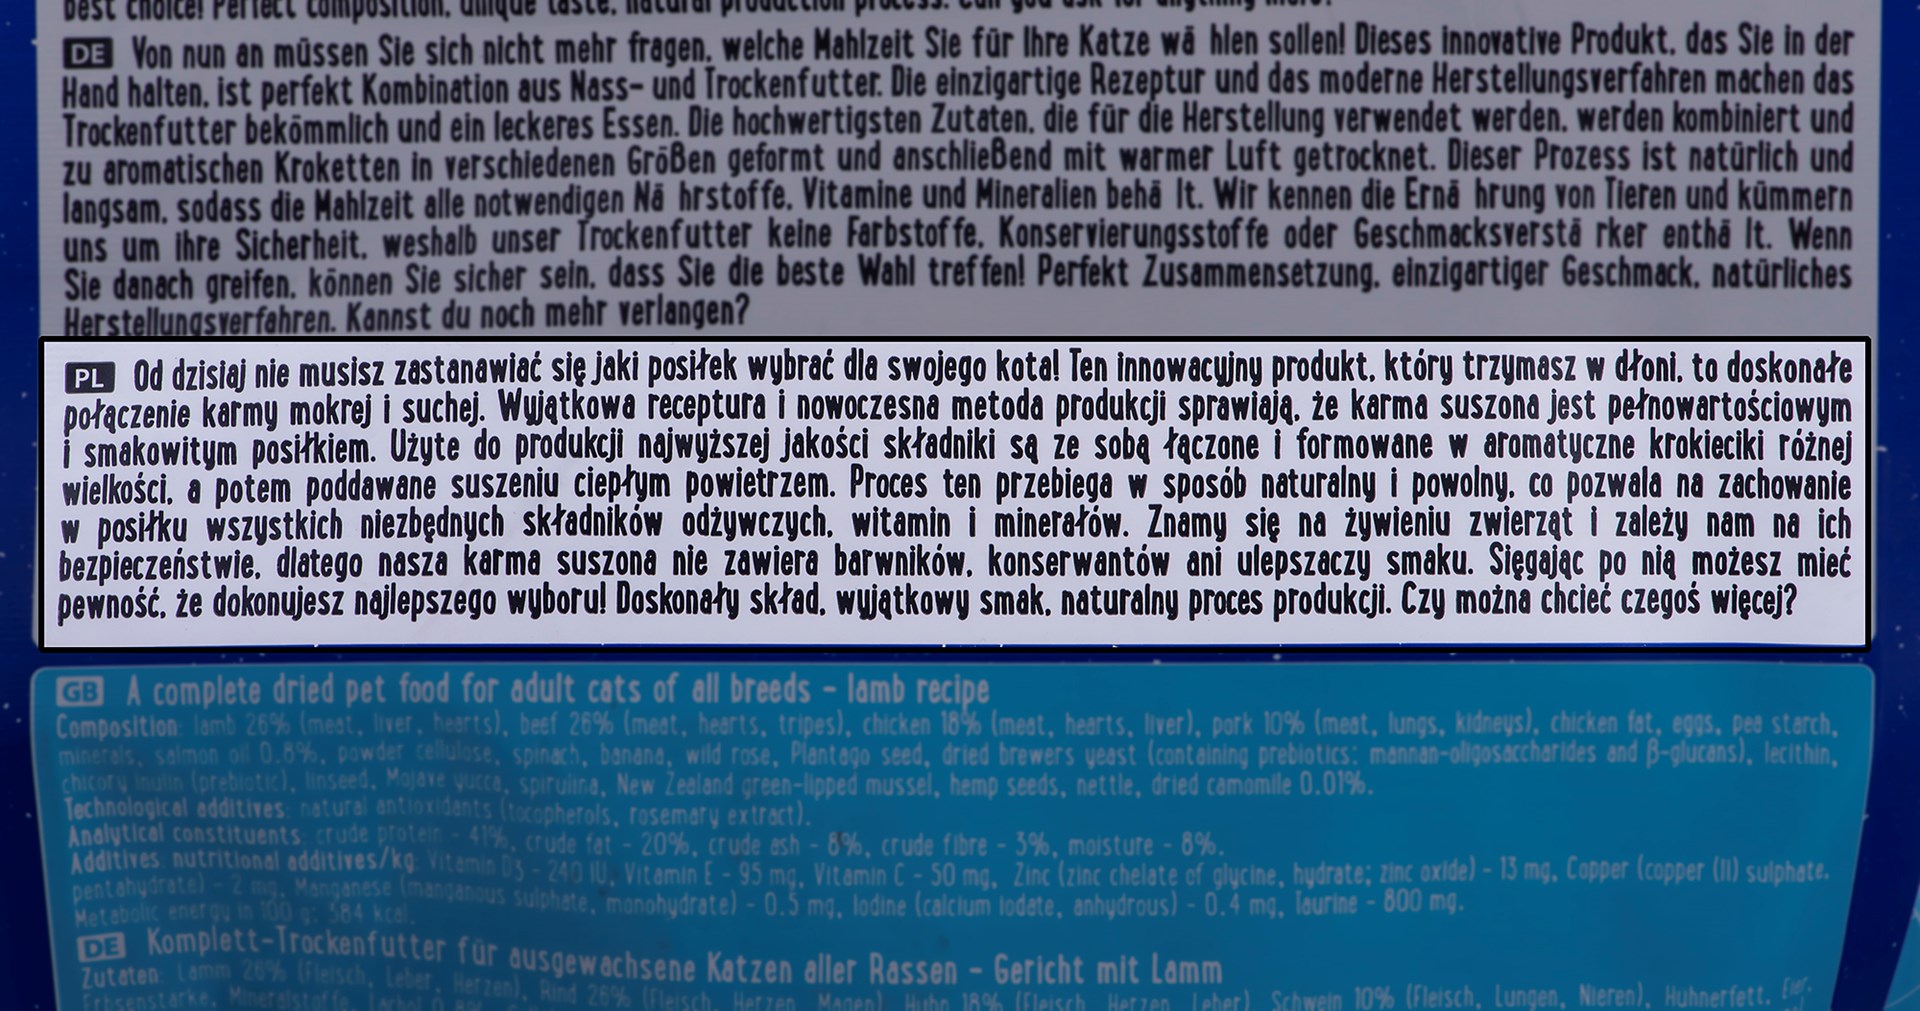 best choice! Perfect composition, unique taste, natural production process. Can you ask for anything more?
DE Von nun an müssen Sie sich nicht mehr fragen, welche Mahlzeit Sie für Ihre Katze wä hlen sollen! Dieses innovative Produkt, das Sie in der
Hand halten, ist perfekt Kombination aus Nass- und Trockenfutter. Die einzigartige Rezeptur und das moderne Herstellungsverfahren machen das
Trockenfutter bekömmlich und ein leckeres Essen. Die hochwertigsten Zutaten, die für die Herstellung verwendet werden, werden kombiniert und
zu aromatischen Kroketten in verschiedenen Größen geformt und anschließend mit warmer Luft getrocknet. Dieser Prozess ist natürlich und
langsam, sodass die Mahlzeit alle notwendigen Nä hrstoffe, Vitamine und Mineralien behä lt. Wir kennen die Ernä hrung von Tieren und kümmern
uns um ihre Sicherheit, weshalb unser Trockenfutter keine Farbstoffe, Konservierungsstoffe oder Geschmacksverstä rker enthä lt. Wenn
Sie danach greifen, können Sie sicher sein, dass Sie die beste Wahl treffen! Perfekt Zusammensetzung, einzigartiger Geschmack, natürliches
Herstellungsverfahren. Kannst du noch mehr verlangen?
PL Od dzisiaj nie musisz zastanawiać się jaki posiłek wybrać dla swojego kota! Ten innowacyjny produkt, który trzymasz w dłoni, to doskonałe
połączenie karmy mokrej i suchej. Wyjątkowa receptura i nowoczesna metoda produkcji sprawiają, że karma suszona jest pełnowartościowym
i smakowitym posiłkiem. Użyte do produkcji najwyższej jakości składniki są ze sobą łączone i formowane w aromatyczne krokieciki różnej
wielkości, a potem poddawane suszeniu ciepłym powietrzem. Proces ten przebiega w sposób naturalny i powolny, co pozwala na zachowanie
w posiłku wszystkich niezbędnych składników odżywczych, witamin i minerałów. Znamy się na żywieniu zwierząt i zależy nam na ich
bezpieczeństwie, dlatego nasza karma suszona nie zawiera barwników, konserwantów ani ulepszaczy smaku. Sięgając po nią możesz mieć
pewność, że dokonujesz najlepszego wyboru! Doskonały skład, wyjątkowy smak, naturalny proces produkcji. Czy można chcieć czegoś więcej?
GB A complete dried pet food for adult cats of all breeds - lamb recipe
Composition: lamb 26% (meat, liver, hearts), beef 26% (meat, hearts, tripes), chicken 18% (meat, hearts, liver), pork 10% (meat, lungs, kidneys), chicken fat, eggs, pea starch,
minerals, salmon oil 0.8%, powder cellulose, spinach, banana, wild rose, Plantago seed, dried brewers yeast (containing prebiotics: mannan-oligosaccharides and β-glucans), lecithin,
chicory inulin (prebiotic), linseed, Mojave yucca, spirulina, New Zealand green-lipped mussel, hemp seeds, nettle, dried camomile 0.01%.
Technological additives: natural antioxidants (tocopherols, rosemary extract).
Analytical constituents: crude protein - 41%, crude fat - 20%, crude ash - 8%, crude fibre - 3%, moisture - 8%.
Additives: nutritional additives/kg: Vitamin D3 - 240 IU, Vitamin E - 95 mg, Vitamin C - 50 mg, Zinc (zinc chelate of glycine, hydrate; zinc oxide) - 13 mg, Copper (copper (II) sulphate,
pentahydrate) - 2 mg, Manganese (manganous sulphate, monohydrate) - 0.5 mg, Iodine (calcium iodate, anhydrous) - 0.4 mg, Taurine - 800 mg.
Metabolic energy in 100 g: 384 kcal.
DE Komplett-Trockenfutter für ausgewachsene Katzen aller Rassen - Gericht mit Lamm
Zutaten: Lamm 26% (Fleisch, Leber, Herzen), Rind 26% (Fleisch, Herzen, Magen), Huhn 18% (Fleisch, Herzen, Leber), Schwein 10% (Fleisch, Lungen, Nieren), Hühnerfett, Eier,
Erbsenstärke, Mineralstoffe,